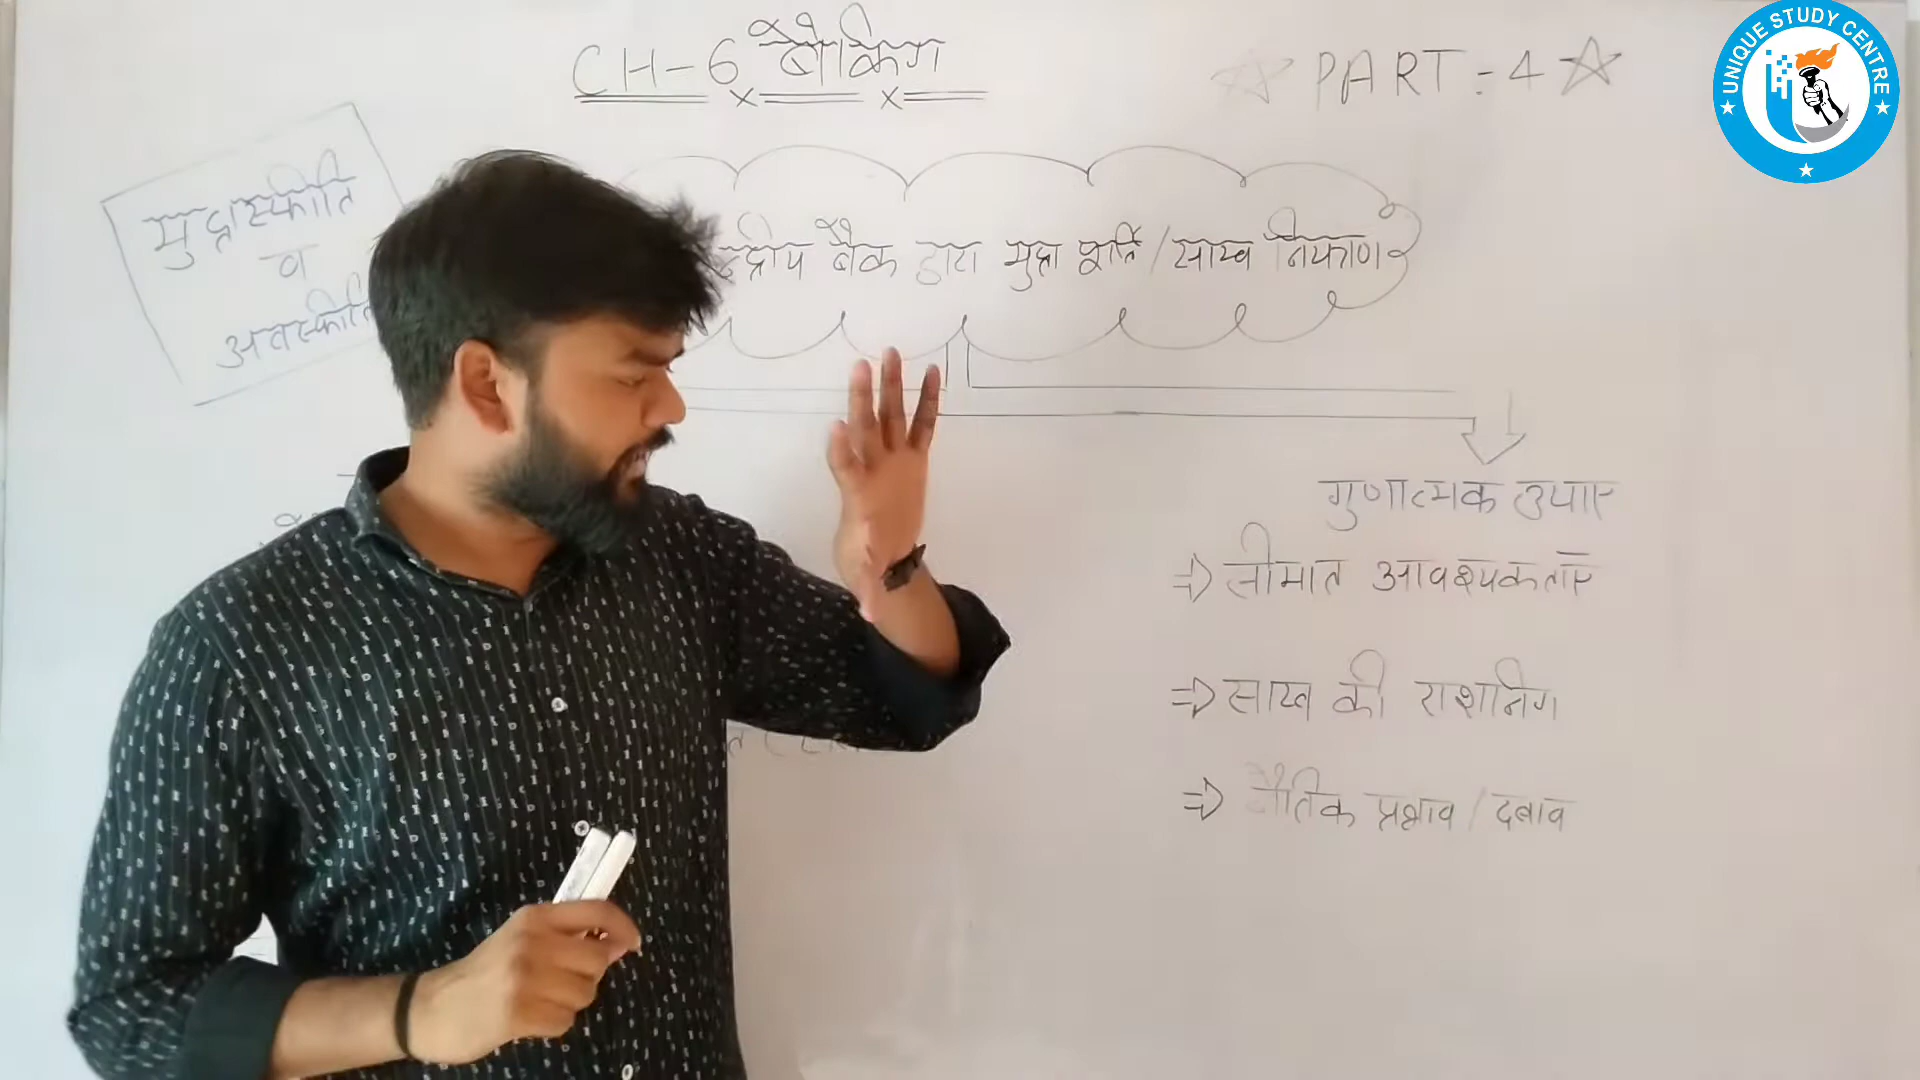 CH-6 बैंकिंग
PART:-4
UNIQUE STUDY CENTRE
मुद्रास्फीति
व
अवस्फीति
बैंक द्वारा मुद्रा पूर्ति / साख नियंत्रण
गुणात्मक उपाए
⇒ सीमांत आवश्यकताएँ
⇒ साख की राशनिंग
⇒ नैतिक प्रभाव / दबाव